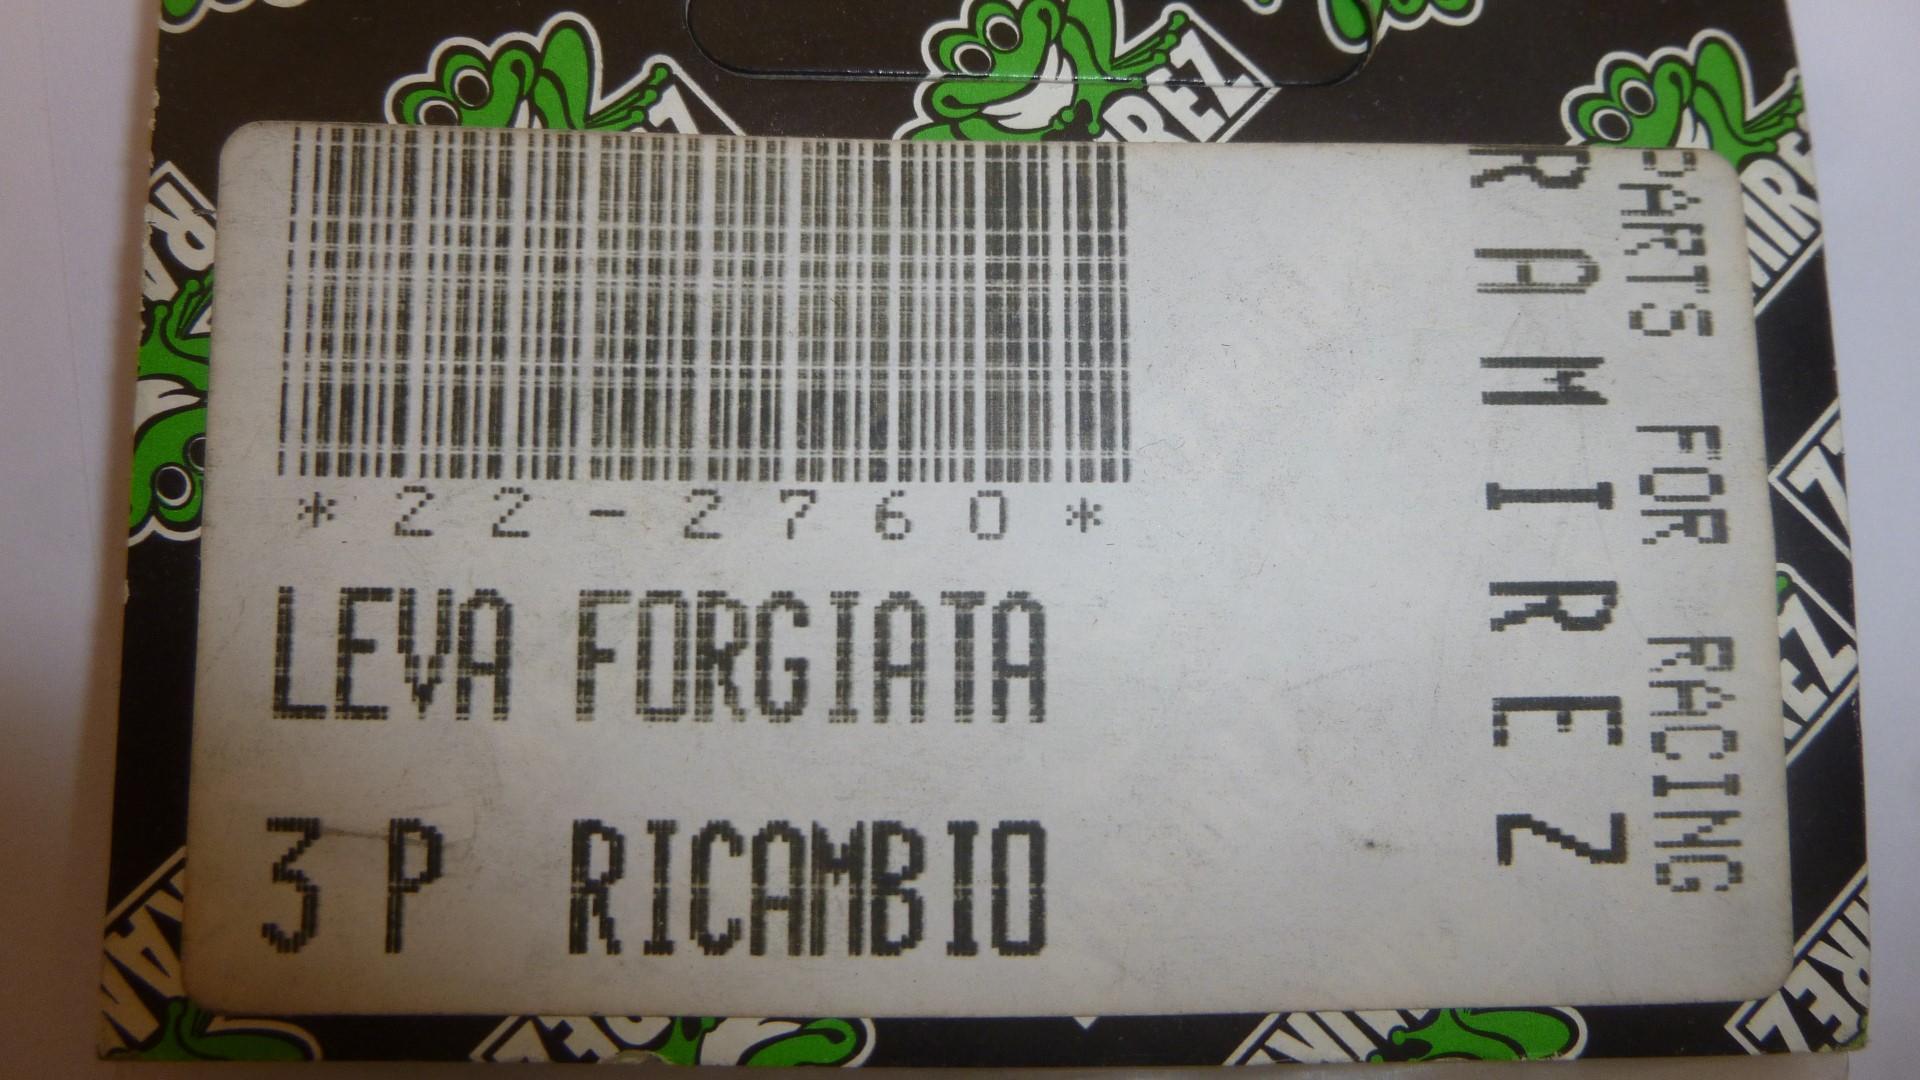 *22-2760*
LEVA FORGIATA
3 P RICAMBIO
RAMIREZ
PARTS FOR RACING